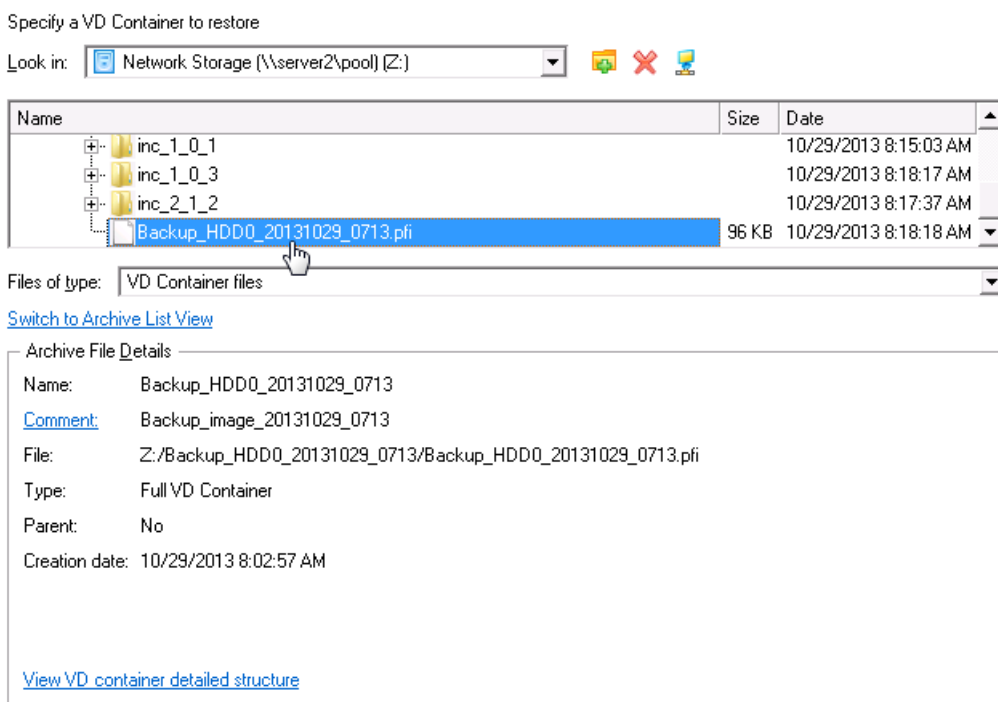 Specify a VD Container to restore
Look in: Network Storage (\\server2\pool) (Z:)
Name Size Date
inc_1_0_1 10/29/2013 8:15:03 AM
inc_1_0_3 10/29/2013 8:18:17 AM
inc_2_1_2 10/29/2013 8:17:37 AM
Backup_HDD0_20131029_0713.pfi 96 KB 10/29/2013 8:18:18 AM
Files of type: VD Container files
Switch to Archive List View
Archive File Details
Name: Backup_HDD0_20131029_0713
Comment: Backup_image_20131029_0713
File: Z:/Backup_HDD0_20131029_0713/Backup_HDD0_20131029_0713.pfi
Type: Full VD Container
Parent: No
Creation date: 10/29/2013 8:02:57 AM
View VD container detailed structure